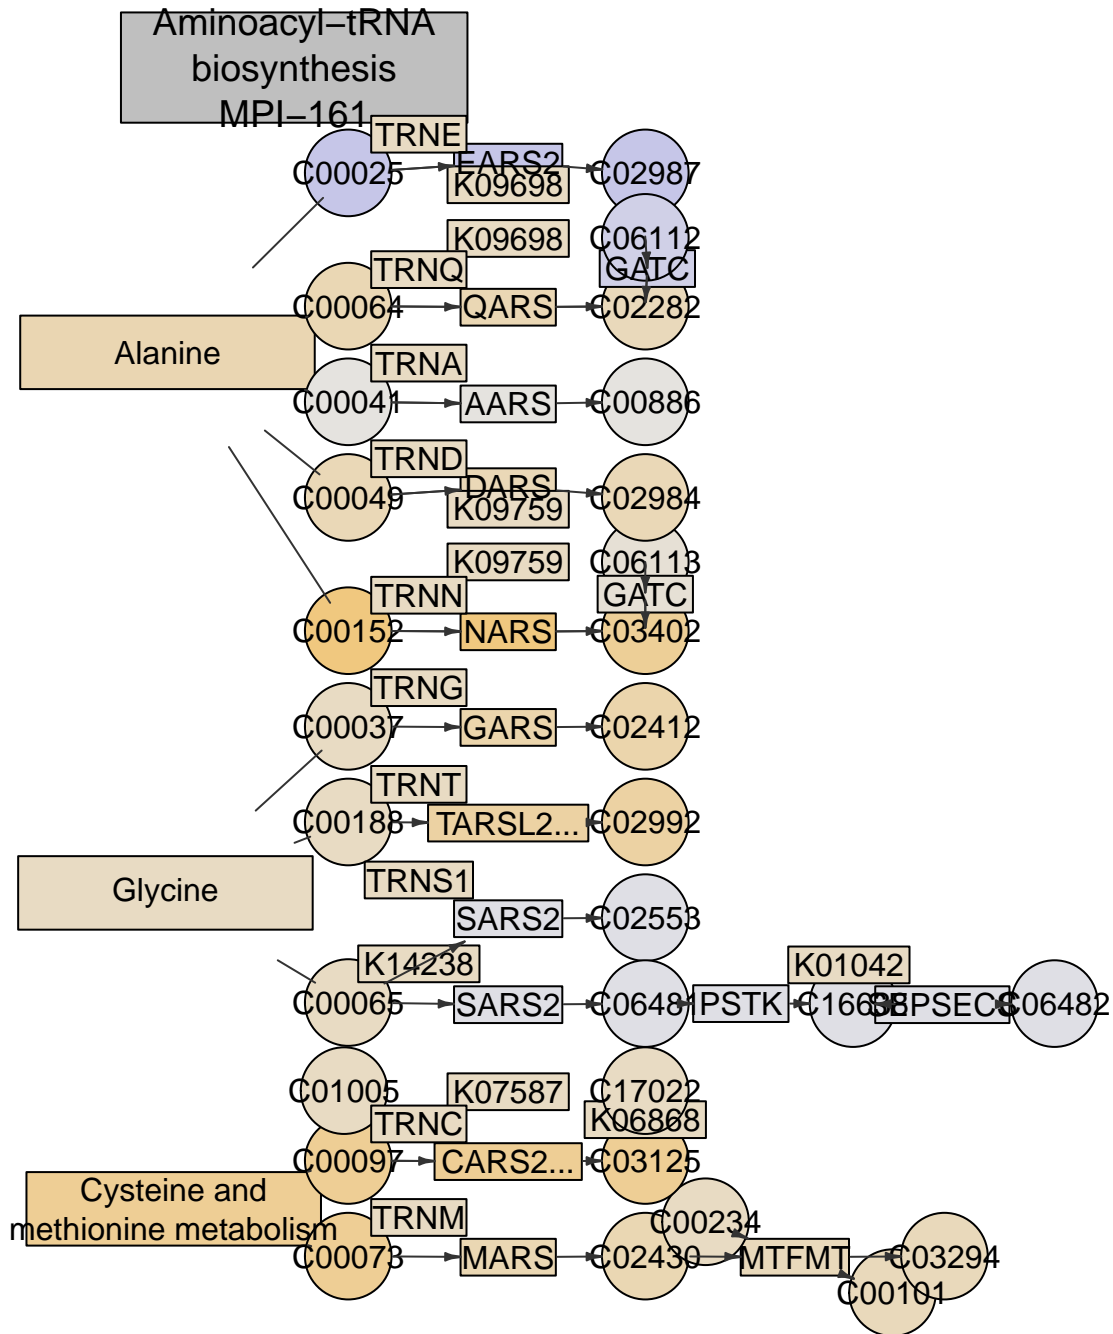 Aminoacyl−tRNA
biosynthesis
MPI−161
TRNE
C00025
EARS2
C02987
K09698
K09698
C06112
TRNQ
GATC
C00064
QARS
C02282
Alanine
TRNA
C00041
AARS
C00886
TRND
DARS
C00049
C02984
K09759
K09759
C06113
TRNN
GATC
C00152
NARS
C03402
TRNG
C00037
GARS
C02412
TRNT
C00188
TARSL2...
C02992
Glycine
TRNS1
SARS2
C02553
K14238
K01042
C00065
SARS2
C06481
PSTK
SEPSECS
C06482
C01005
K07587
C17022
TRNC
K06868
C00097
CARS2...
C03125
Cysteine and
methionine metabolism
TRNM
C00234
C00073
MARS
C02430
MTFMT
C03294
C00101